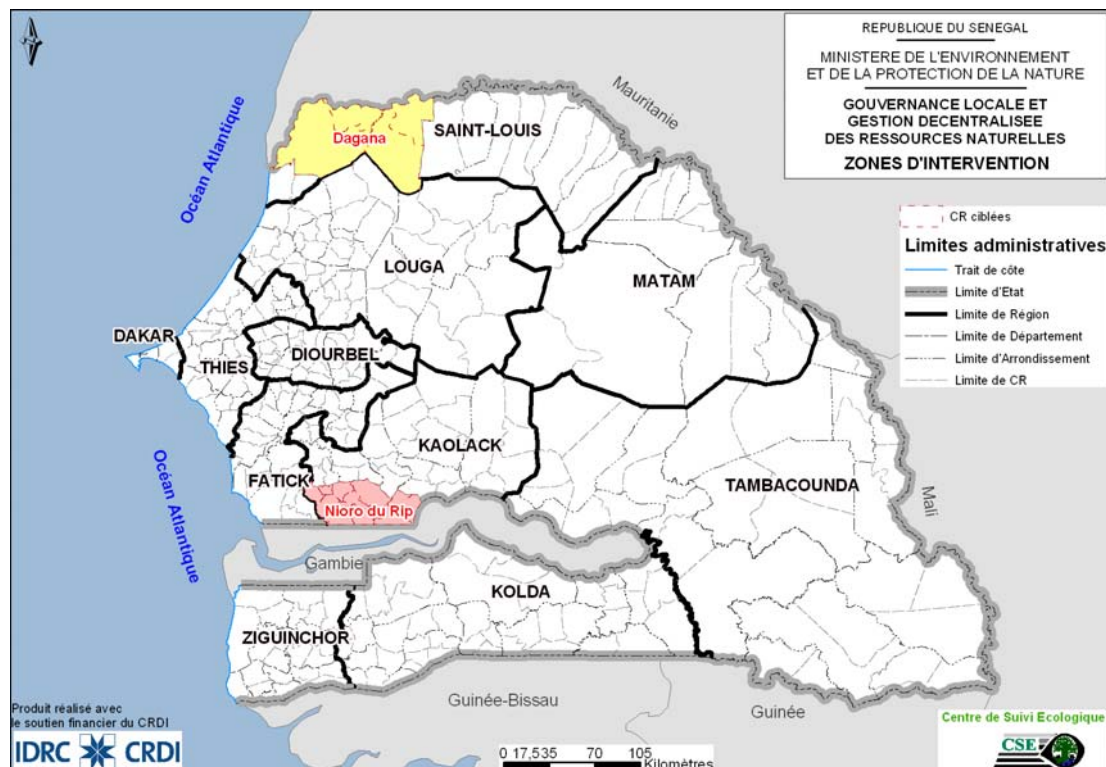 REPUBLIQUE DU SENEGAL
MINISTERE DE L'ENVIRONNEMENT
ET DE LA PROTECTION DE LA NATURE
GOUVERNANCE LOCALE ET
GESTION DECENTRALISEE
DES RESSOURCES NATURELLES
ZONES D'INTERVENTION
CR ciblées
Limites administratives
Trait de côte
Limite d'Etat
Limite de Région
Limite de Département
Limite d'Arrondissement
Limite de CR
Mauritanie
SAINT-LOUIS
Dagana
Océan Atlantique
LOUGA
MATAM
DAKAR
THIES
DIOURBEL
KAOLACK
FATICK
TAMBACOUNDA
Nioro du Rip
Océan Atlantique
Mali
Gambie
KOLDA
ZIGUINCHOR
Guinée-Bissau
Guinée
Produit réalisé avec
le soutien financier du CRDI
IDRC CRDI
0 17,535 70 105
Kilomètres
Centre de Suivi Ecologique
CSE